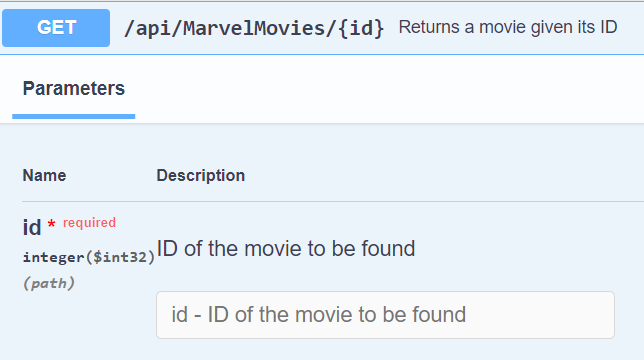 GET /api/MarvelMovies/{id} Returns a movie given its ID
Parameters
Name Description
id * required
integer($int32)
(path)
ID of the movie to be found
id - ID of the movie to be found